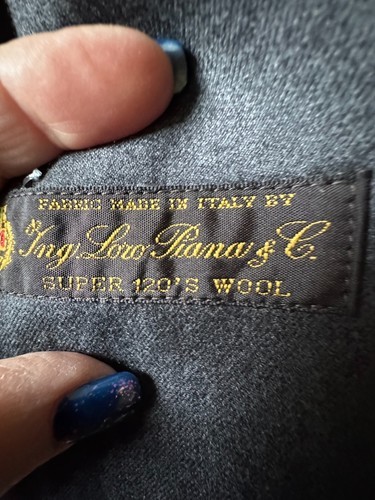 FABRIC MADE IN ITALY BY
Ing. Loro Piana & C.
SUPER 120'S WOOL